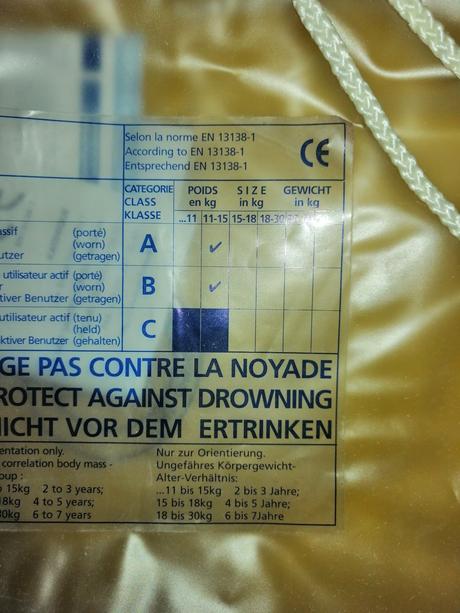 Selon la norme EN 13138-1
According to EN 13138-1
Entsprechend EN 13138-1
CE
CATEGORIE POIDS SIZE GEWICHT
CLASS en kg in kg in kg
KLASSE ...11 11-15 15-18 18-30
ssif (porté)
(worn) A ✓
utzer (getragen)
utilisateur actif (porté)
r (worn) B ✓
ktiver Benutzer (getragen)
utilisateur actif (tenu)
(held) C
ktiver Benutzer (gehalten)
GE PAS CONTRE LA NOYADE
ROTECT AGAINST DROWNING
NICHT VOR DEM ERTRINKEN
entation only. Nur zur Orientierung.
correlation body mass - Ungefähres Körpergewicht-
oup : Alter-Verhältnis:
o 15kg 2 to 3 years; ...11 bis 15kg 2 bis 3 Jahre;
18kg 4 to 5 years; 15 bis 18kg 4 bis 5 Jahre;
30kg 6 to 7 years 18 bis 30kg 6 bis 7Jahre